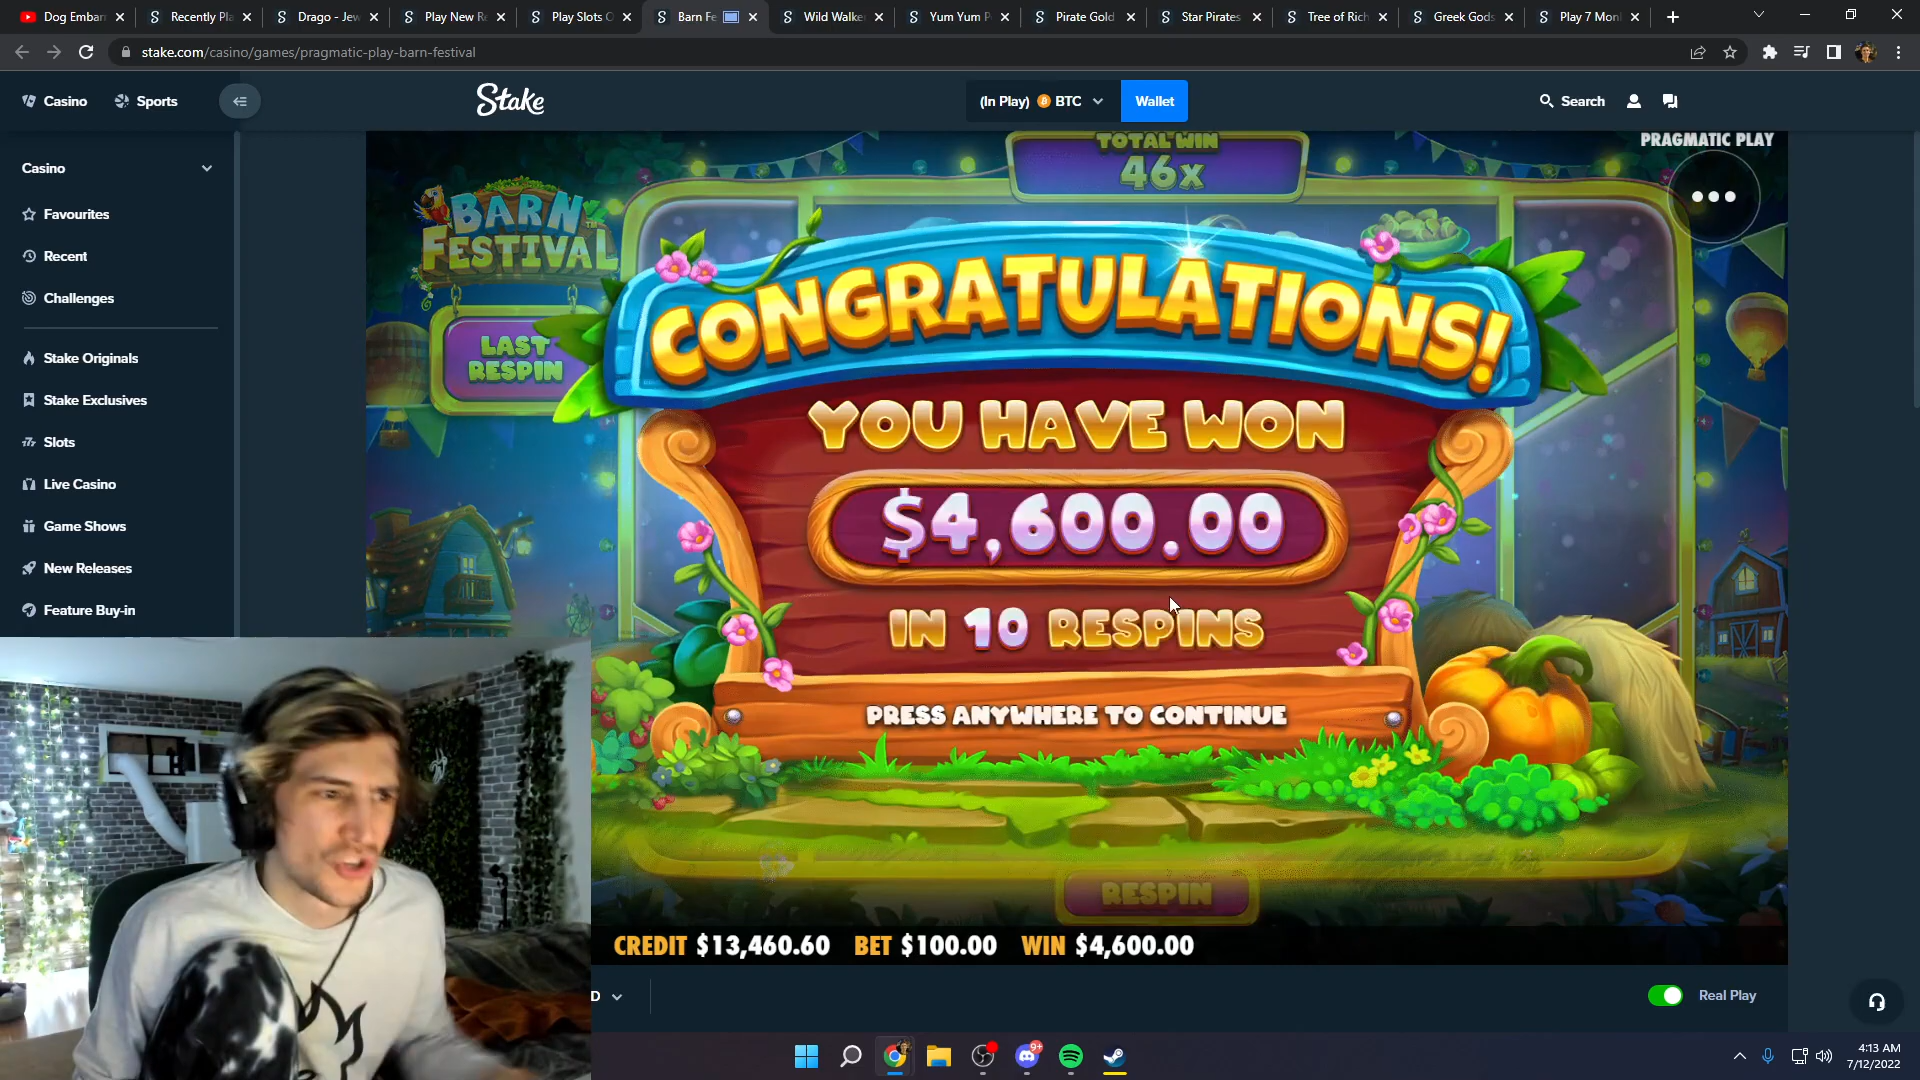 Dog Embar
Recently Pla
Drago - Jew
Play New Re
Play Slots O
Barn Fe
Wild Walke
Yum Yum P
Pirate Gold
Star Pirates
Tree of Rich
Greek Gods
Play 7 Monk
stake.com/casino/games/pragmatic-play-barn-festival
Casino
Sports
Stake
(In Play) BTC
Wallet
Search
Casino
Favourites
Recent
Challenges
Stake Originals
Stake Exclusives
Slots
Live Casino
Game Shows
New Releases
Feature Buy-in
TOTAL WIN
46x
PRAGMATIC PLAY
BARN
FESTIVAL™
LAST
RESPIN
CONGRATULATIONS!
YOU HAVE WON
$4,600.00
IN 10 RESPINS
PRESS ANYWHERE TO CONTINUE
RESPIN
CREDIT $13,460.60 BET $100.00 WIN $4,600.00
D
Real Play
9+
4:13 AM
7/12/2022